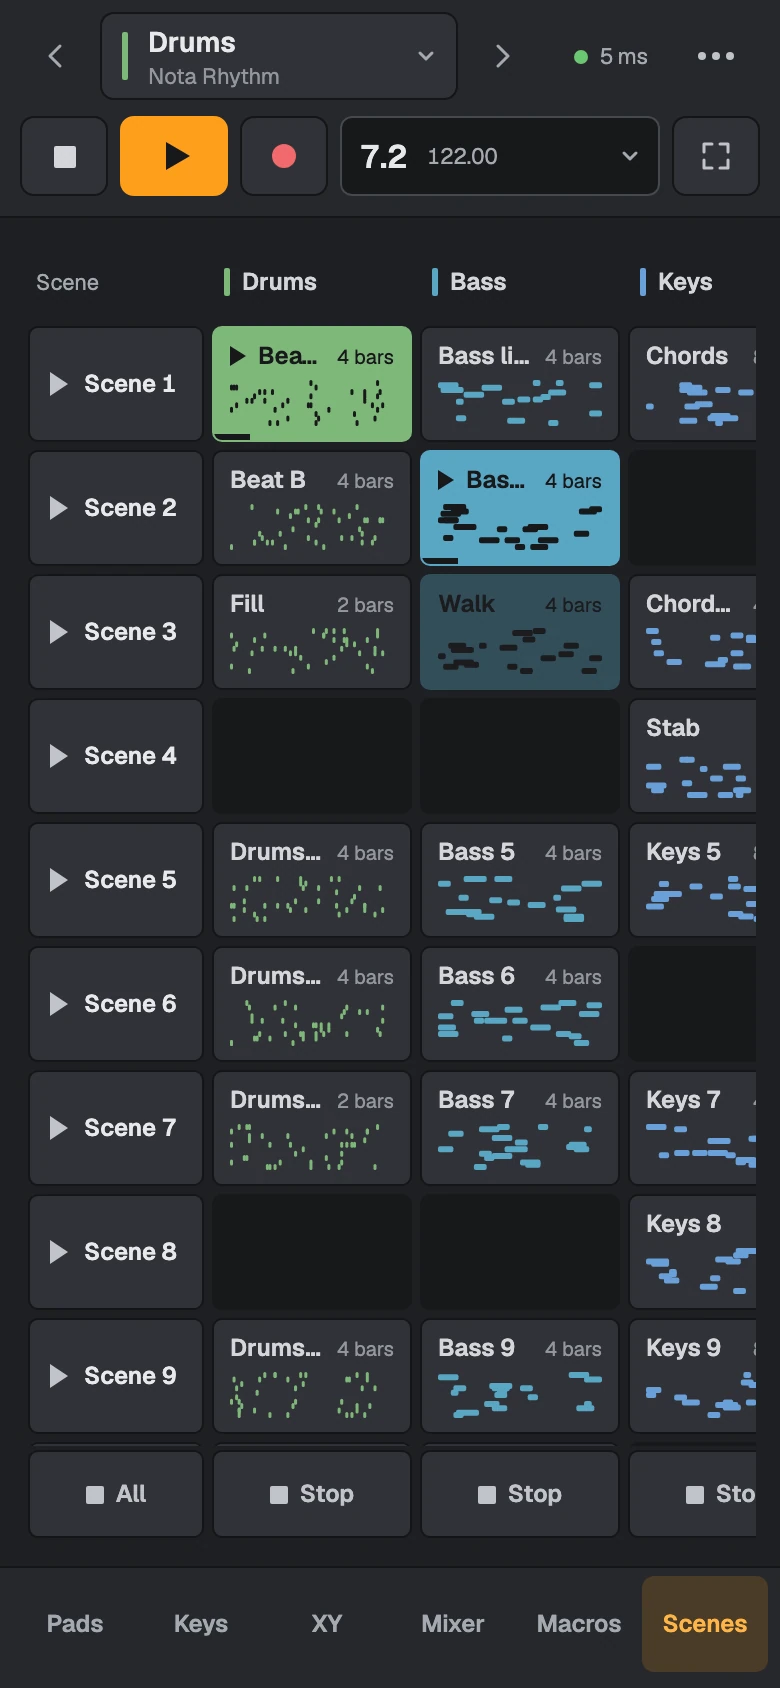 Drums
Nota Rhythm
5 ms
7.2 122.00
Scene Drums Bass Keys
Scene 1 Bea... 4 bars Bass li... 4 bars Chords
Scene 2 Beat B 4 bars Bas... 4 bars
Scene 3 Fill 2 bars Walk 4 bars Chord...
Scene 4 Stab
Scene 5 Drums... 4 bars Bass 5 4 bars Keys 5
Scene 6 Drums... 4 bars Bass 6 4 bars
Scene 7 Drums... 2 bars Bass 7 4 bars Keys 7
Scene 8 Keys 8
Scene 9 Drums... 4 bars Bass 9 4 bars Keys 9
All Stop Stop Sto
Pads Keys XY Mixer Macros Scenes